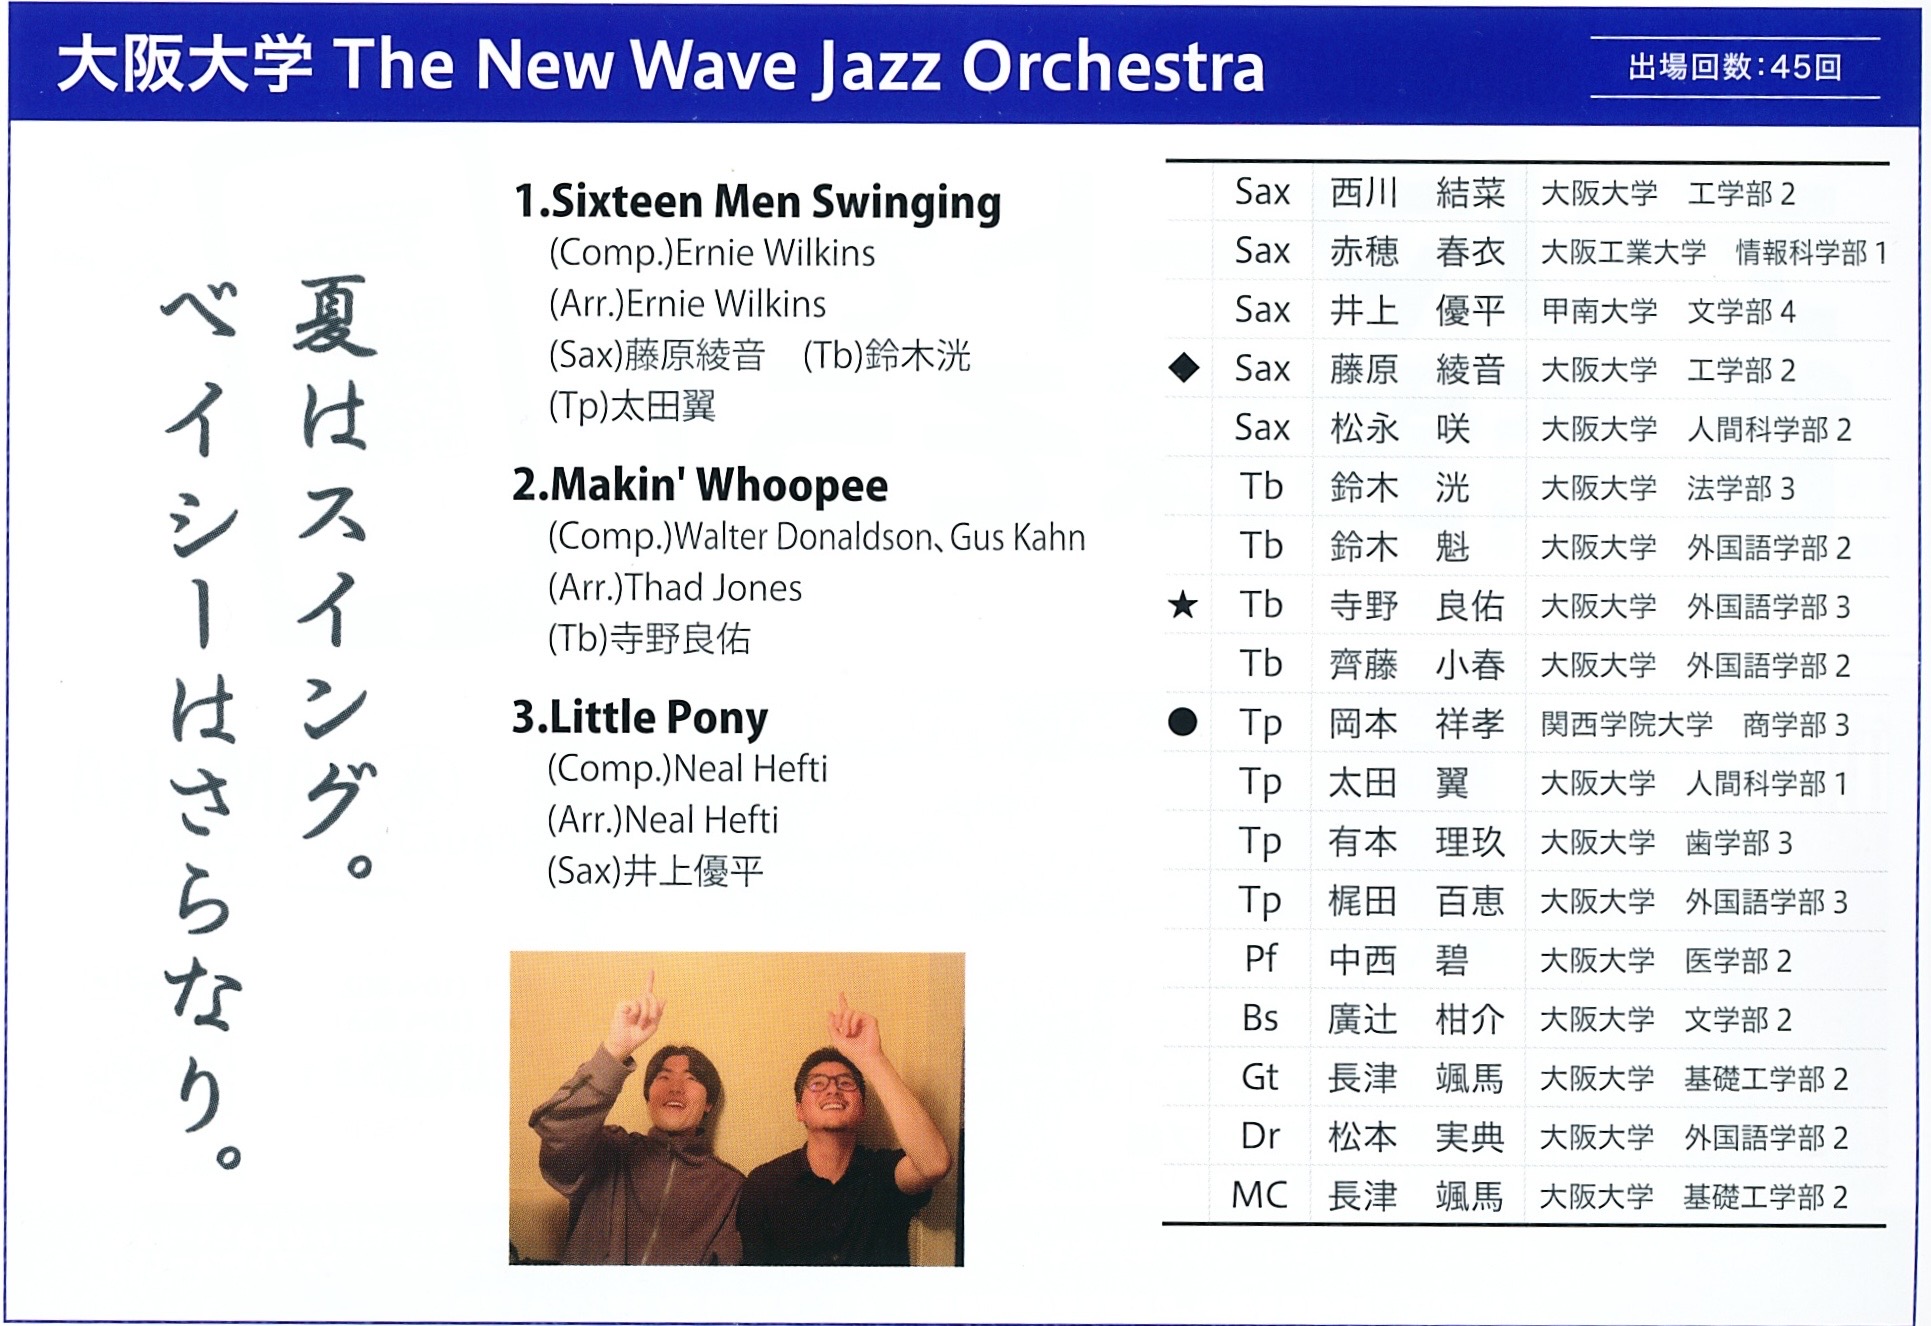 大阪大学 The New Wave Jazz Orchestra
出場回数：45回
夏はスイング。
ベイシーはさらなり。
1.Sixteen Men Swinging
(Comp.)Ernie Wilkins
(Arr.)Ernie Wilkins
(Sax)藤原綾音　(Tb)鈴木洸
(Tp)太田翼
2.Makin' Whoopee
(Comp.)Walter Donaldson、Gus Kahn
(Arr.)Thad Jones
(Tb)寺野良佑
3.Little Pony
(Comp.)Neal Hefti
(Arr.)Neal Hefti
(Sax)井上優平
Sax 西川　結菜 大阪大学　工学部 2
Sax 赤穂　春衣 大阪工業大学　情報科学部 1
Sax 井上　優平 甲南大学　文学部 4
◆ Sax 藤原　綾音 大阪大学　工学部 2
Sax 松永　咲 大阪大学　人間科学部 2
Tb 鈴木　洸 大阪大学　法学部 3
Tb 鈴木　魁 大阪大学　外国語学部 2
★ Tb 寺野　良佑 大阪大学　外国語学部 3
Tb 齊藤　小春 大阪大学　外国語学部 2
● Tp 岡本　祥孝 関西学院大学　商学部 3
Tp 太田　翼 大阪大学　人間科学部 1
Tp 有本　理玖 大阪大学　歯学部 3
Tp 梶田　百恵 大阪大学　外国語学部 3
Pf 中西　碧 大阪大学　医学部 2
Bs 廣辻　柑介 大阪大学　文学部 2
Gt 長津　颯馬 大阪大学　基礎工学部 2
Dr 松本　実典 大阪大学　外国語学部 2
MC 長津　颯馬 大阪大学　基礎工学部 2